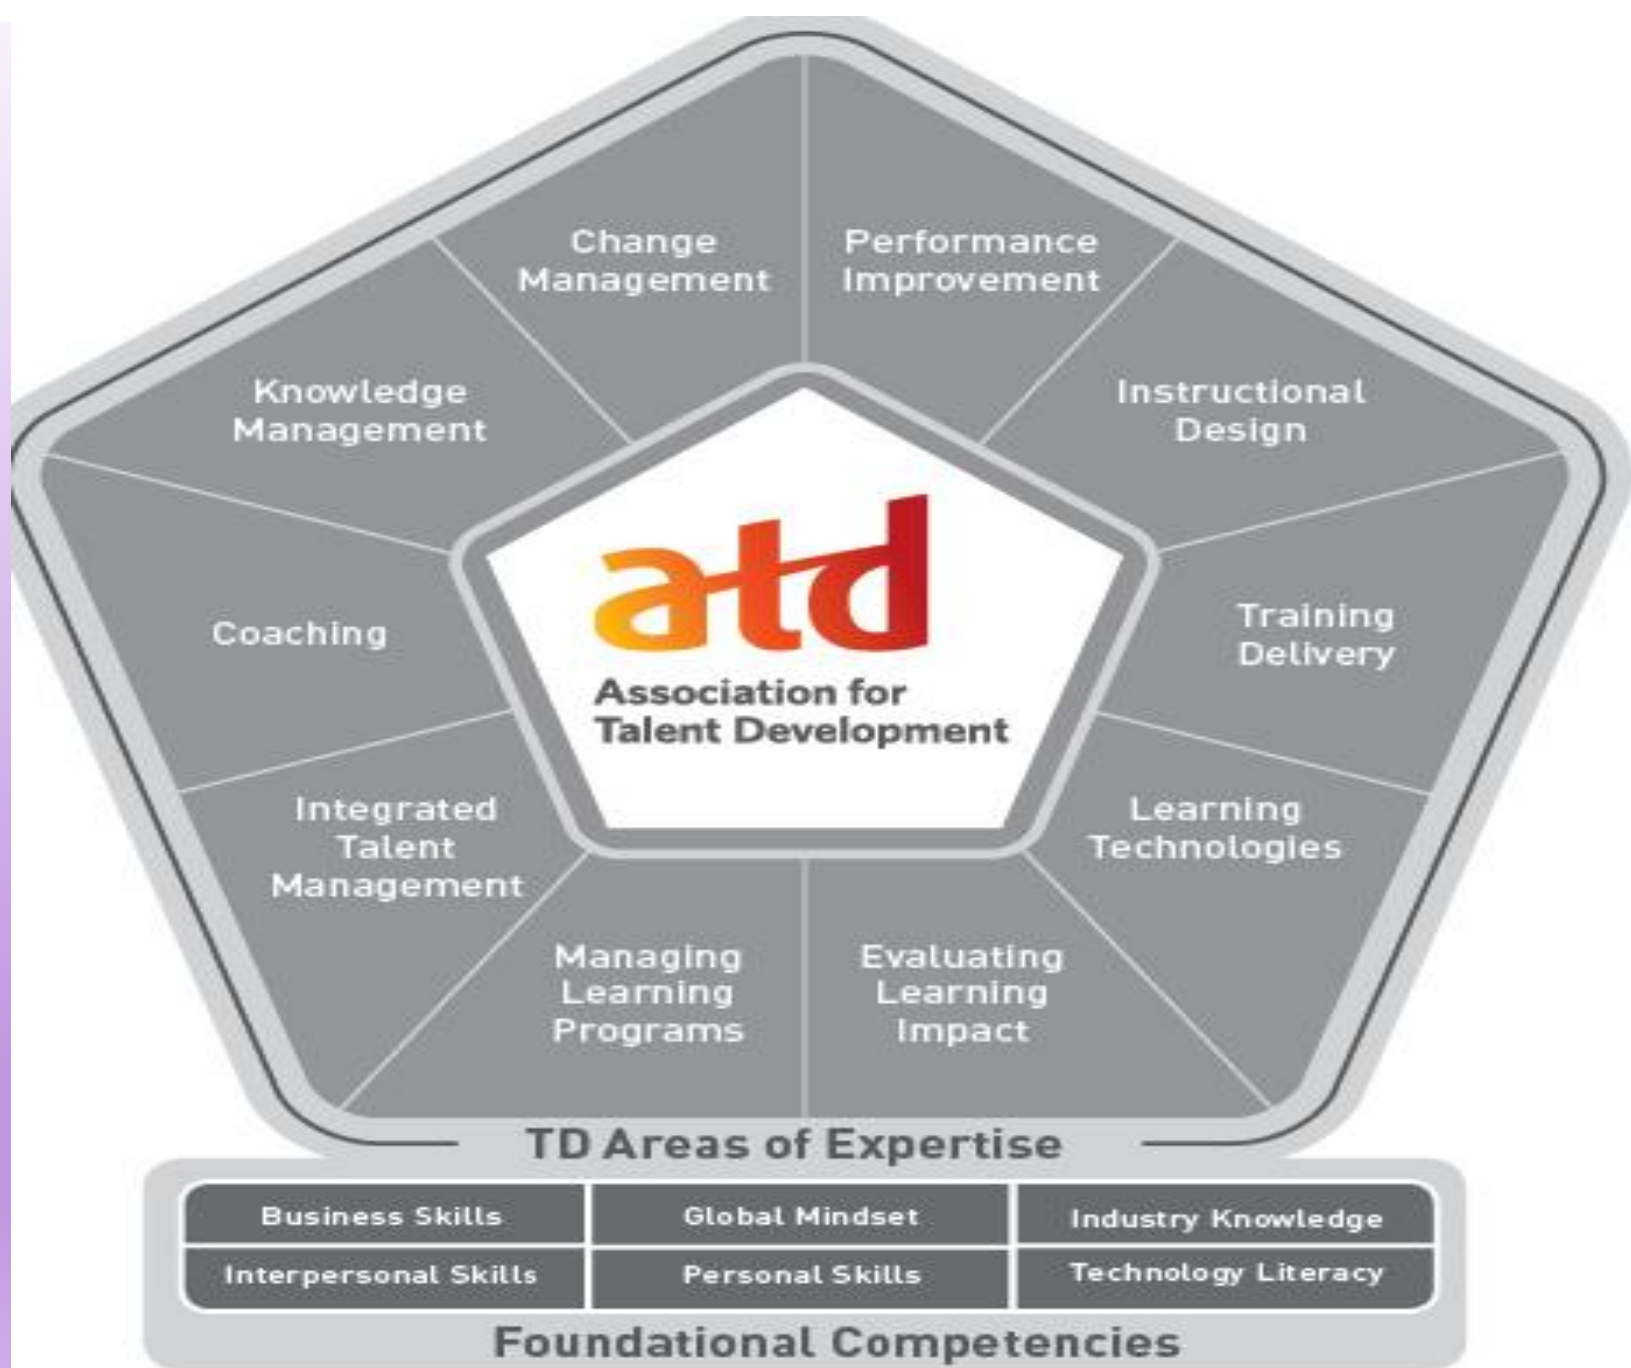 Change
Management
Performance
Improvement
Knowledge
Management
Instructional
Design
Coaching
Training
Delivery
atd
Association for
Talent Development
Integrated
Talent
Management
Learning
Technologies
Managing
Learning
Programs
Evaluating
Learning
Impact
TD Areas of Expertise
Business Skills
Global Mindset
Industry Knowledge
Interpersonal Skills
Personal Skills
Technology Literacy
Foundational Competencies